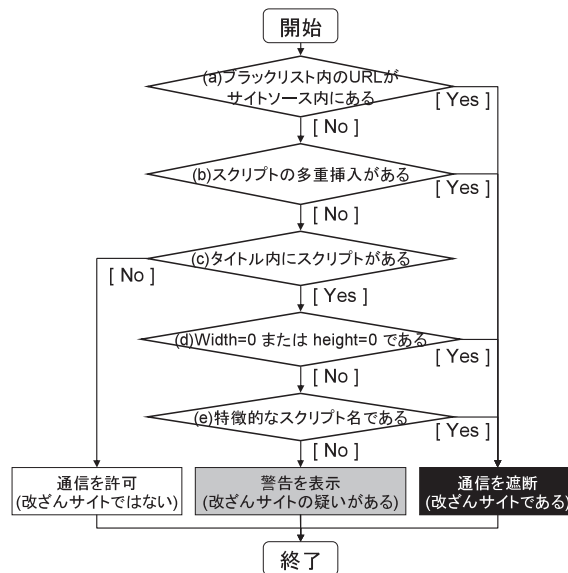 開始
(a)ブラックリスト内のURLが
サイトソース内にある
[ Yes ]
[ No ]
(b)スクリプトの多重挿入がある
[ Yes ]
[ No ]
(c)タイトル内にスクリプトがある
[ No ]
[ Yes ]
(d)Width=0 または height=0 である
[ Yes ]
[ No ]
(e)特徴的なスクリプト名である
[ Yes ]
[ No ]
通信を許可
(改ざんサイトではない)
警告を表示
(改ざんサイトの疑いがある)
通信を遮断
(改ざんサイトである)
終了